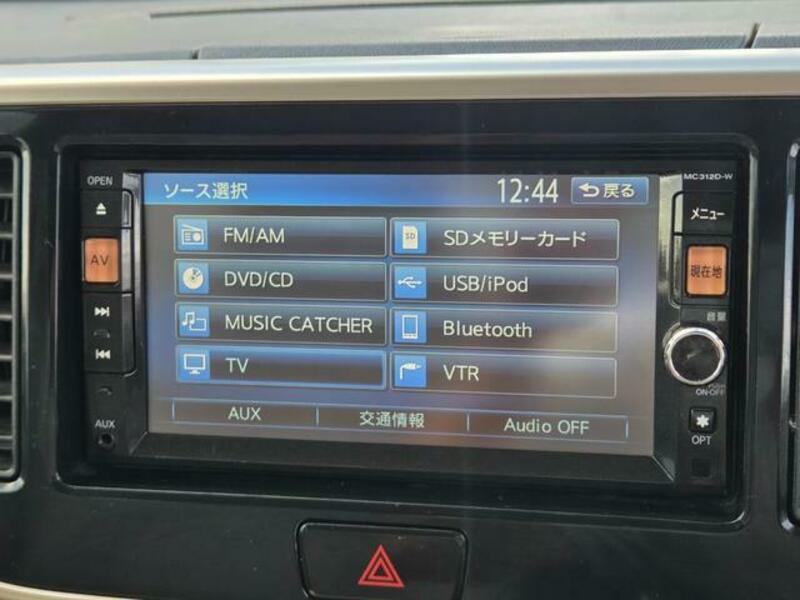 OPEN
MC312D-W
ソース選択
12:44
戻る
メニュー
AV
現在地
FM/AM
SDメモリーカード
SD
DVD/CD
USB/iPod
MUSIC CATCHER
Bluetooth
TV
VTR
音量
PUSH
ON・OFF
AUX
交通情報
Audio OFF
AUX
OPT